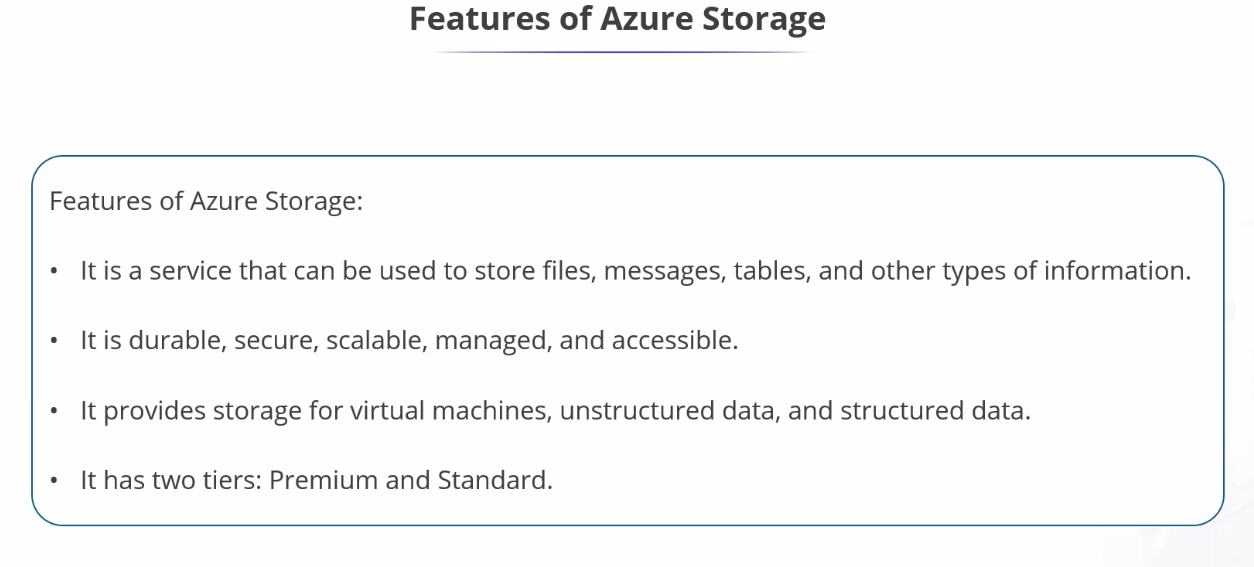 Features of Azure Storage
Features of Azure Storage:
• It is a service that can be used to store files, messages, tables, and other types of information.
• It is durable, secure, scalable, managed, and accessible.
• It provides storage for virtual machines, unstructured data, and structured data.
• It has two tiers: Premium and Standard.